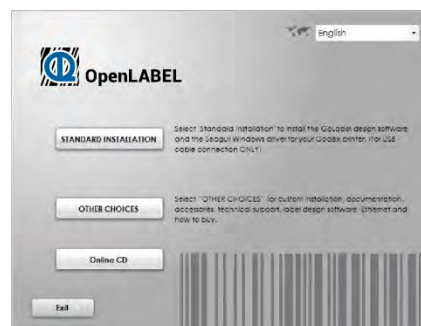 English
OpenLABEL
STANDARD INSTALLATION
Select "Standard Installation" to install the GoLabel design software
and the Seagull Windows driver for your Godex printer. (For USB
cable connection ONLY)
OTHER CHOICES
Select "OTHER CHOICES" for custom installation, documentation,
accessories, technical support, label design software, Ethernet and
how to buy.
Online CD
Exit